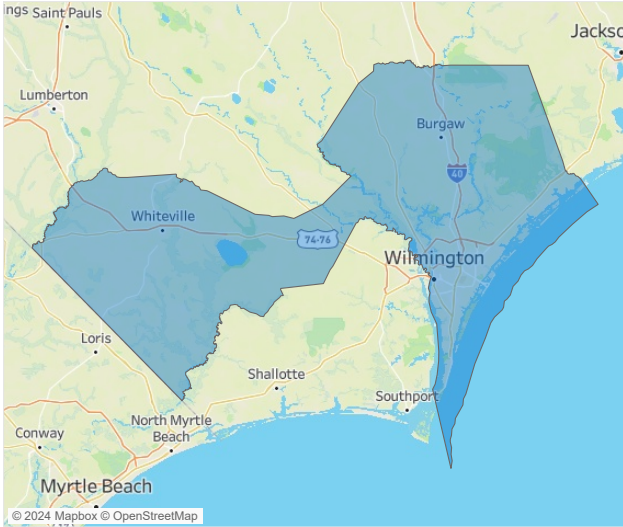 ngs
Saint Pauls
Jackso
Lumberton
Burgaw
40
Whiteville
74-76
Wilmington
Loris
Shallotte
Southport
North Myrtle
Beach
Conway
Myrtle Beach
© 2024 Mapbox © OpenStreetMap